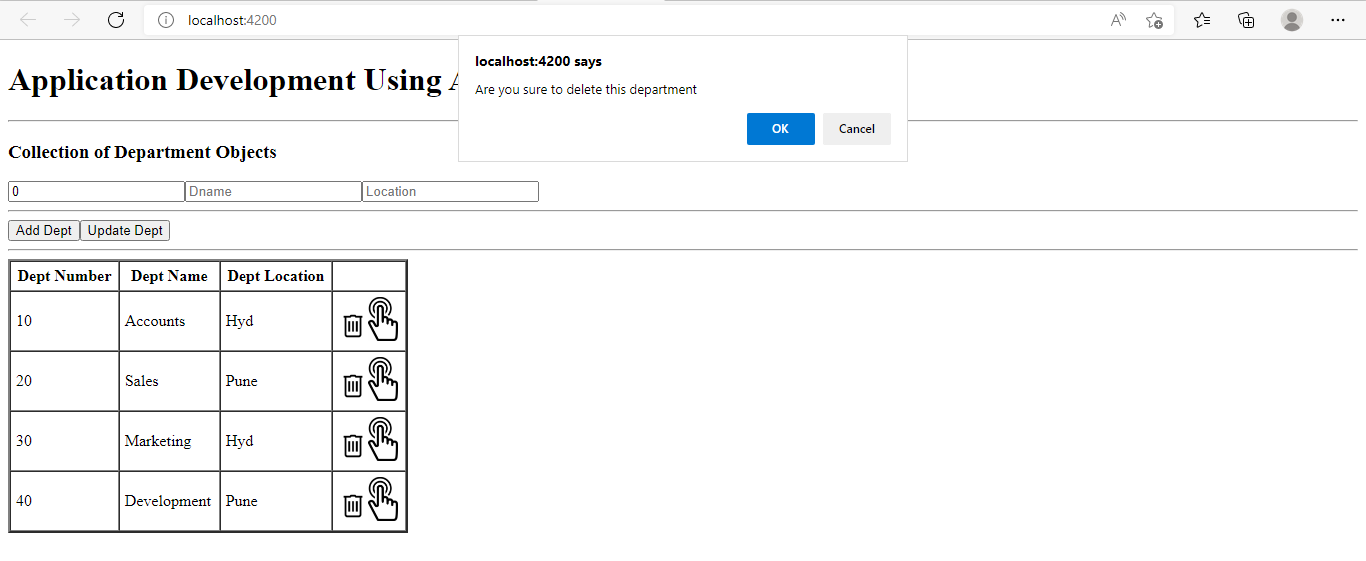 localhost:4200
localhost:4200 says
Are you sure to delete this department
OK Cancel
Application Development Using
Collection of Department Objects
0 Dname Location
Add Dept Update Dept
Dept Number Dept Name Dept Location
10 Accounts Hyd
20 Sales Pune
30 Marketing Hyd
40 Development Pune